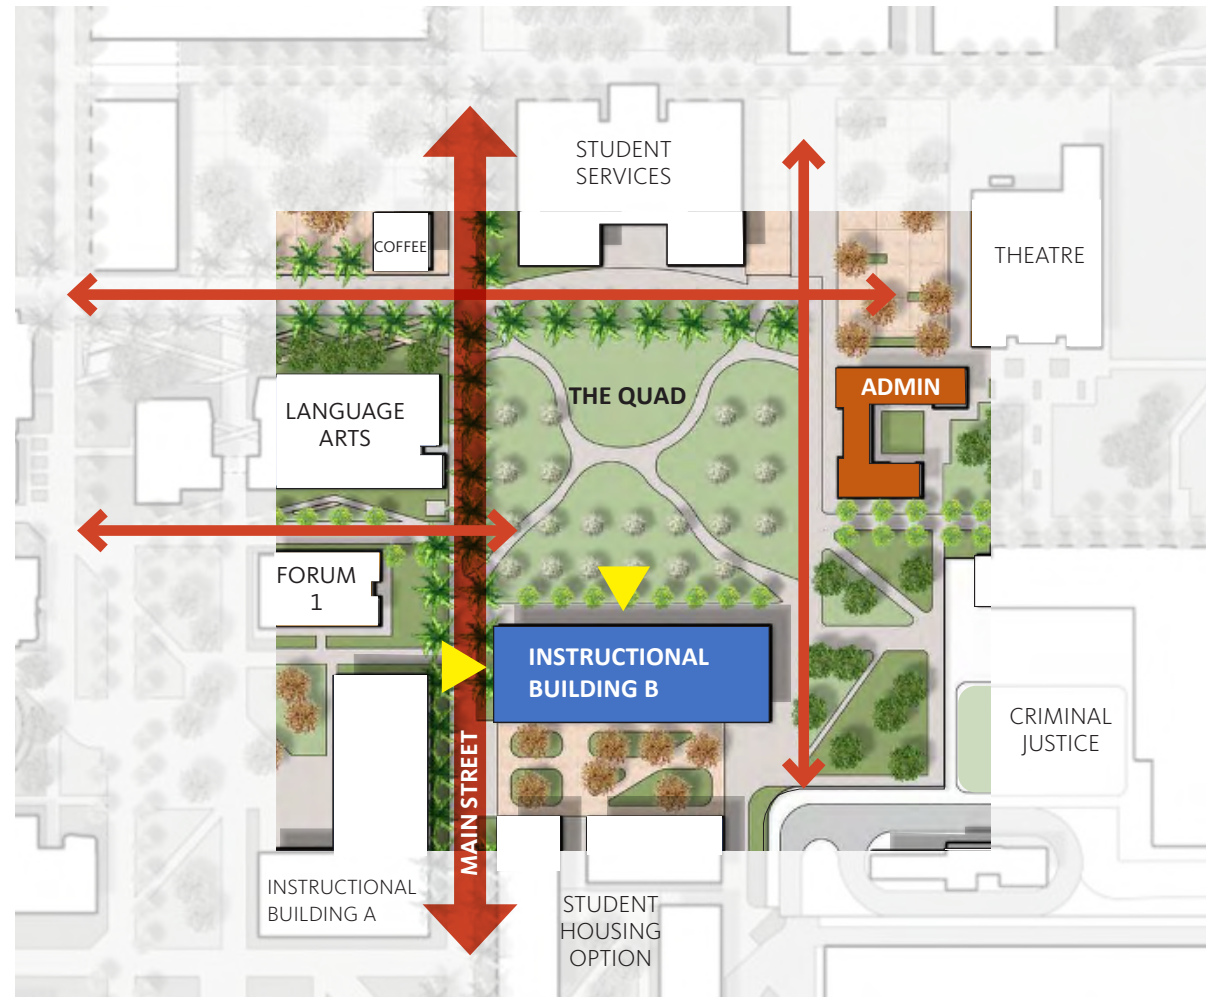 STUDENT
SERVICES
COFFEE
THEATRE
ADMIN
THE QUAD
LANGUAGE
ARTS
FORUM
1
INSTRUCTIONAL
BUILDING B
CRIMINAL
JUSTICE
MAIN STREET
INSTRUCTIONAL
BUILDING A
STUDENT
HOUSING
OPTION